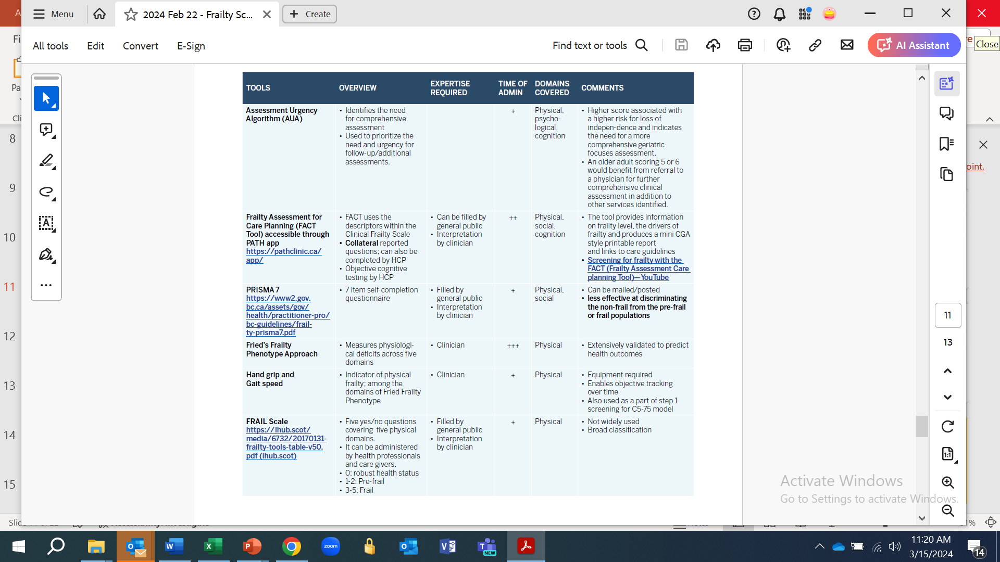 Menu
2024 Feb 22 - Frailty Sc...
Create
Close
All tools
Edit
Convert
E-Sign
Find text or tools
AI Assistant
TOOLS
OVERVIEW
EXPERTISE
REQUIRED
TIME OF
ADMIN
DOMAINS
COVERED
COMMENTS
Assessment Urgency
Algorithm (AUA)
• Identifies the need
for comprehensive
assessment
• Used to prioritize the
need and urgency for
follow-up/additional
assessments.
+
Physical,
psycho-
logical,
cognition
• Higher score associated with
a higher risk for loss of
indepen-dence and indicates
the need for a more
comprehensive geriatric-
focuses assessment.
• An older adult scoring 5 or 6
would benefit from referral to
a physician for further
comprehensive clinical
assessment in addition to
other services identified.
Frailty Assessment for
Care Planning (FACT
Tool) accessible through
PATH app
https://pathclinic.ca/
app/
• FACT uses the
descriptors within the
Clinical Frailty Scale
• Collateral reported
questions; can also be
completed by HCP
• Objective cognitive
testing by HCP
• Can be filled by
general public
• Interpretation
by clinician
++
Physical,
social,
cognition
• The tool provides information
on frailty level, the drivers of
frailty and produces a mini CGA
style printable report
and links to care guidelines
• Screening for frailty with the
FACT (Frailty Assessment Care
planning Tool)—YouTube
PRISMA 7
https://www2.gov.
bc.ca/assets/gov/
health/practitioner-pro/
bc-guidelines/frail-
ty-prisma7.pdf
• 7 item self-completion
questionnaire
• Filled by
general public
• Interpretation
by clinician
+
Physical,
social
• Can be mailed/posted
• less effective at discriminating
the non-frail from the pre-frail
or frail populations
Fried's Frailty
Phenotype Approach
• Measures physiologi-
cal deficits across five
domains
• Clinician
+++
Physical
• Extensively validated to predict
health outcomes
Hand grip and
Gait speed
• Indicator of physical
frailty; among the
domains of Fried Frailty
Phenotype
• Clinician
+
Physical
• Equipment required
• Enables objective tracking
over time
• Also used as a part of step 1
screening for C5-75 model
FRAIL Scale
https://ihub.scot/
media/6732/20170131-
frailty-tools-table-v50.
pdf (ihub.scot)
• Five yes/no questions
covering five physical
domains.
• It can be administered
by health professionals
and care givers.
• 0: robust health status
• 1-2: Pre-frail
• 3-5: Frail
• Filled by
general public
• Interpretation
by clinician
+
Physical
• Not widely used
• Broad classification
8
9
10
11
12
13
14
15
oint.
11
13
1:1
Activate Windows
Go to Settings to activate Windows.
zoom
NEW
11:20 AM
3/15/2024
14